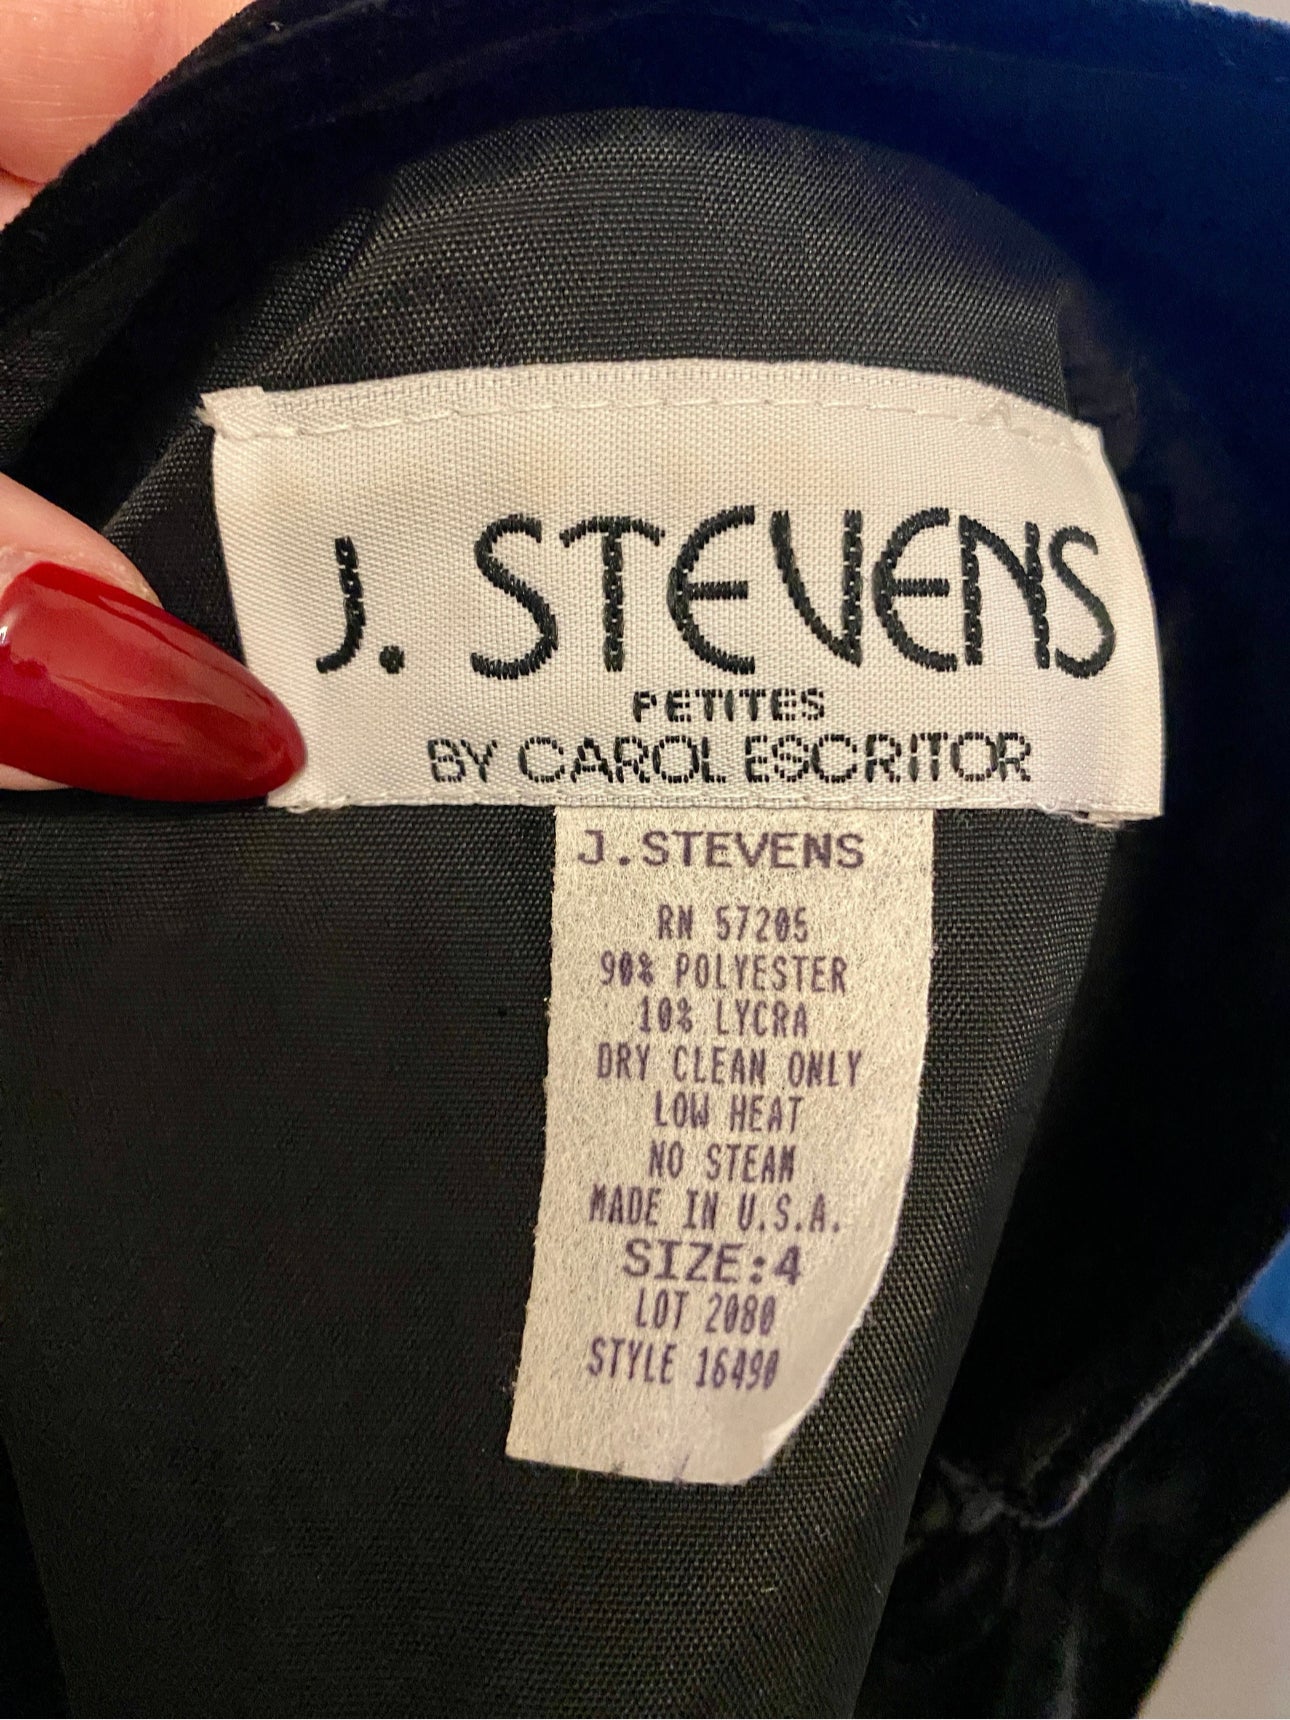 J. STEVENS
PETITES
BY CAROL ESCRITOR
J.STEVENS
RN 57205
90% POLYESTER
10% LYCRA
DRY CLEAN ONLY
LOW HEAT
NO STEAM
MADE IN U.S.A.
SIZE:4
LOT 2080
STYLE 16490